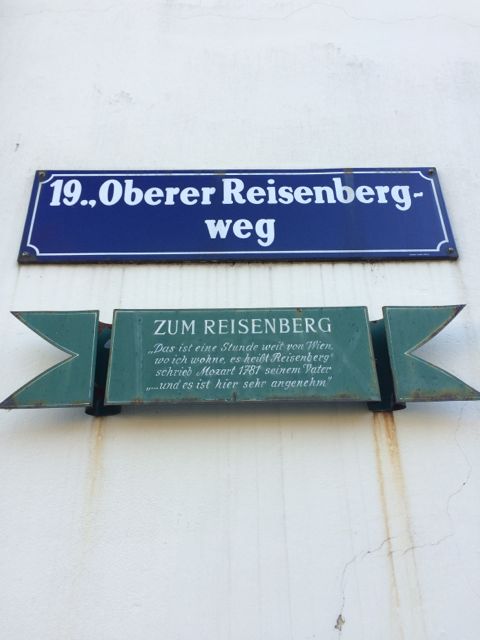 19., Oberer Reisenberg-
weg
ZUM REISENBERG
„Das ist eine Stunde weit von Wien,
wo ich wohne, es heißt Reisenberg"
schrieb Mozart 1781 seinem Vater
„...und es ist hier sehr angenehm"